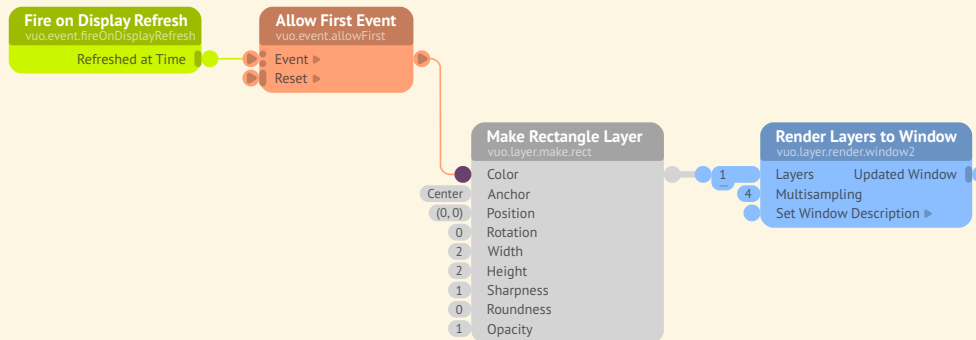 Fire on Display Refresh
vuo.event.fireOnDisplayRefresh
Refreshed at Time
Allow First Event
vuo.event.allowFirst
Event
Reset
Make Rectangle Layer
vuo.layer.make.rect
Color
Center Anchor
(0, 0) Position
0 Rotation
2 Width
2 Height
1 Sharpness
0 Roundness
1 Opacity
Render Layers to Window
vuo.layer.render.window2
1 Layers Updated Window
4 Multisampling
Set Window Description